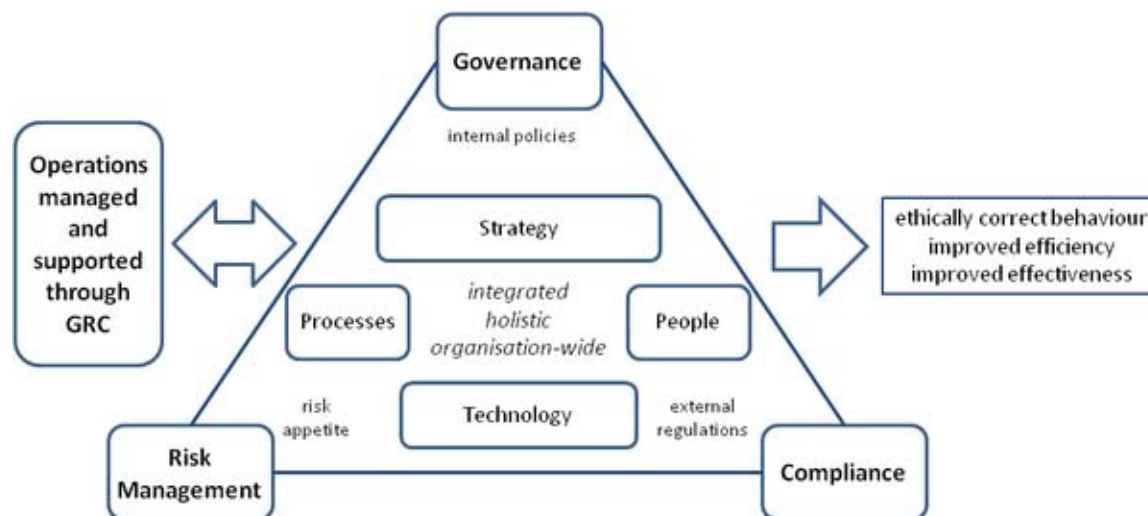 Governance
internal policies
Operations
managed
and
supported
through
GRC
Strategy
ethically correct behaviour
improved efficiency
improved effectiveness
Processes
integrated
holistic
organisation-wide
People
risk
appetite
Technology
external
regulations
Risk
Management
Compliance